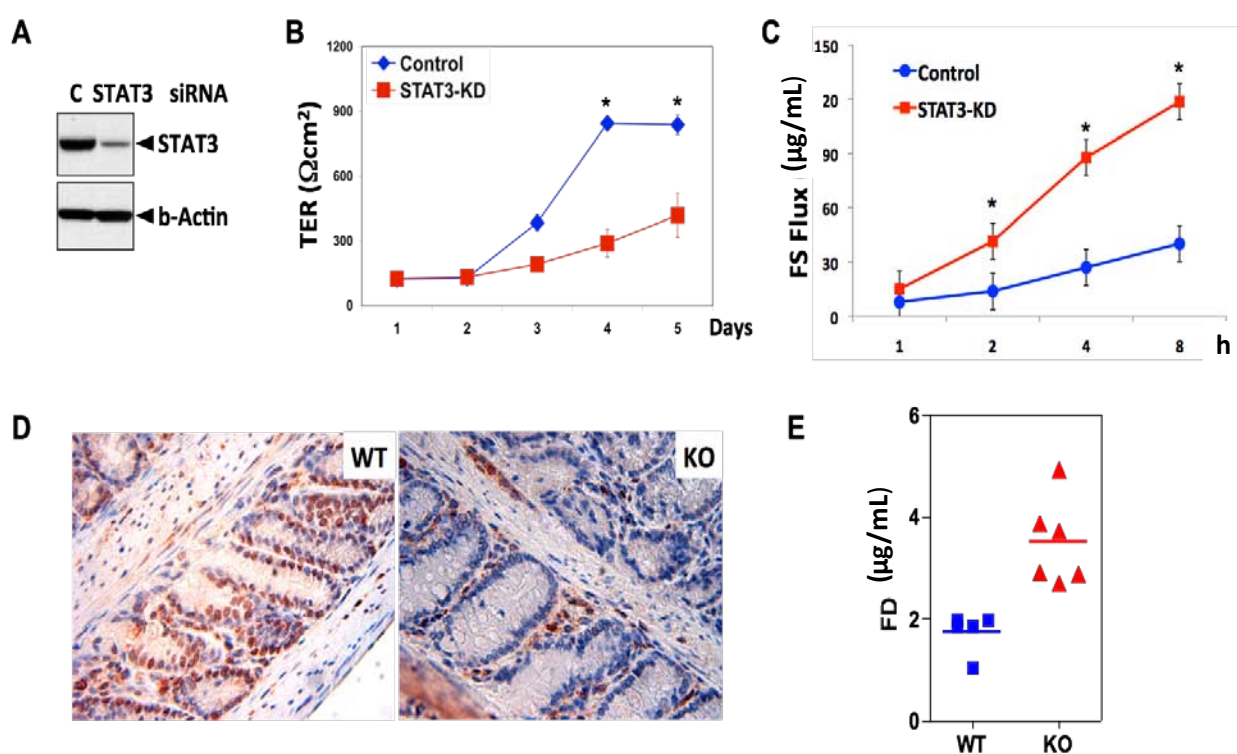 A
C STAT3 siRNA
STAT3
b-Actin
B
1200
900
600
300
0
TER (Ωcm²)
Control
STAT3-KD
*
*
1 2 3 4 5 Days
C
150
20
90
60
30
0
FS Flux (µg/mL)
Control
STAT3-KD
*
*
*
1 2 4 8 h
D
WT
KO
E
6
4
2
0
FD (µg/mL)
WT KO